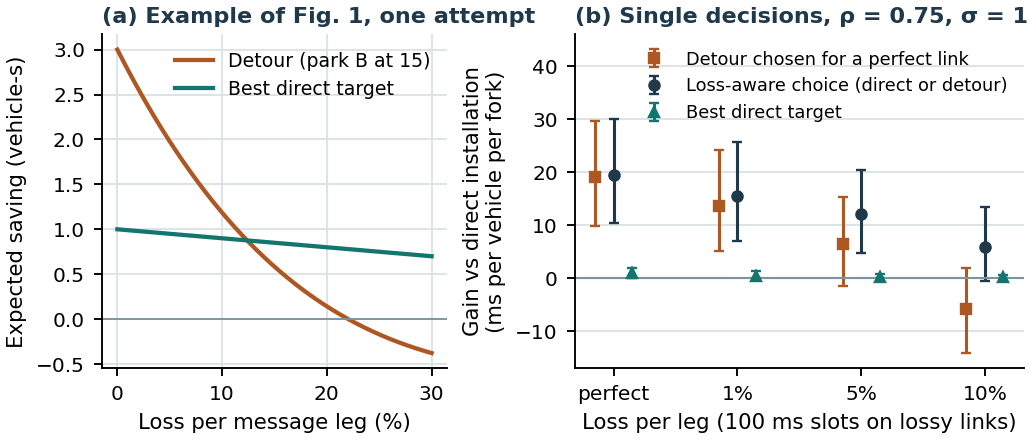 (a) Example of Fig. 1, one attempt
Expected saving (vehicle-s)
3.0
2.5
2.0
1.5
1.0
0.5
0.0
−0.5
Detour (park B at 15)
Best direct target
0
10
20
30
Loss per message leg (%)
(b) Single decisions, ρ = 0.75, σ = 1
Gain vs direct installation
(ms per vehicle per fork)
40
30
20
10
0
−10
Detour chosen for a perfect link
Loss-aware choice (direct or detour)
Best direct target
perfect
1%
5%
10%
Loss per leg (100 ms slots on lossy links)